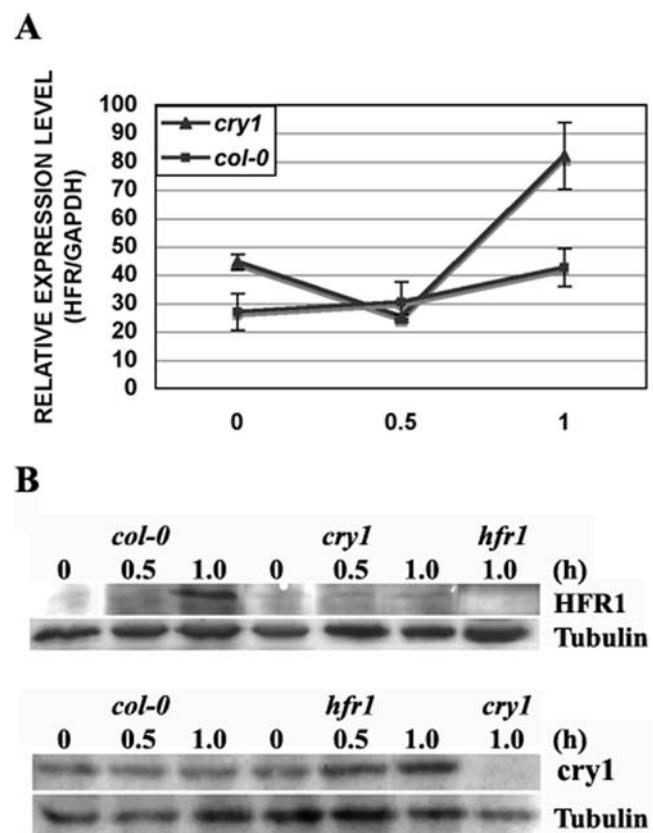 A
RELATIVE EXPRESSION LEVEL
(HFR/GAPDH)
100
90
80
70
60
50
40
30
20
10
0
cry1
col-0
0 0.5 1
B
col-0 cry1 hfr1
0 0.5 1.0 0 0.5 1.0 1.0 (h)
HFR1
Tubulin
col-0 hfr1 cry1
0 0.5 1.0 0 0.5 1.0 1.0 (h)
cry1
Tubulin